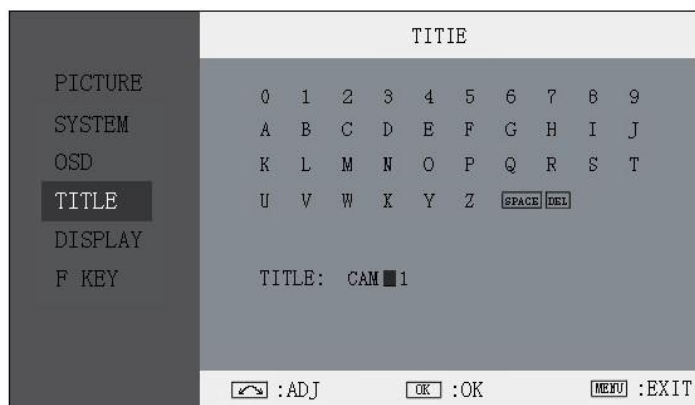 TITIE
PICTURE
SYSTEM
OSD
TITLE
DISPLAY
F KEY
0 1 2 3 4 5 6 7 8 9
A B C D E F G H I J
K L M N O P Q R S T
U V W X Y Z SPACE DEL
TITLE: CAM 1
:ADJ OK :OK MENU :EXIT